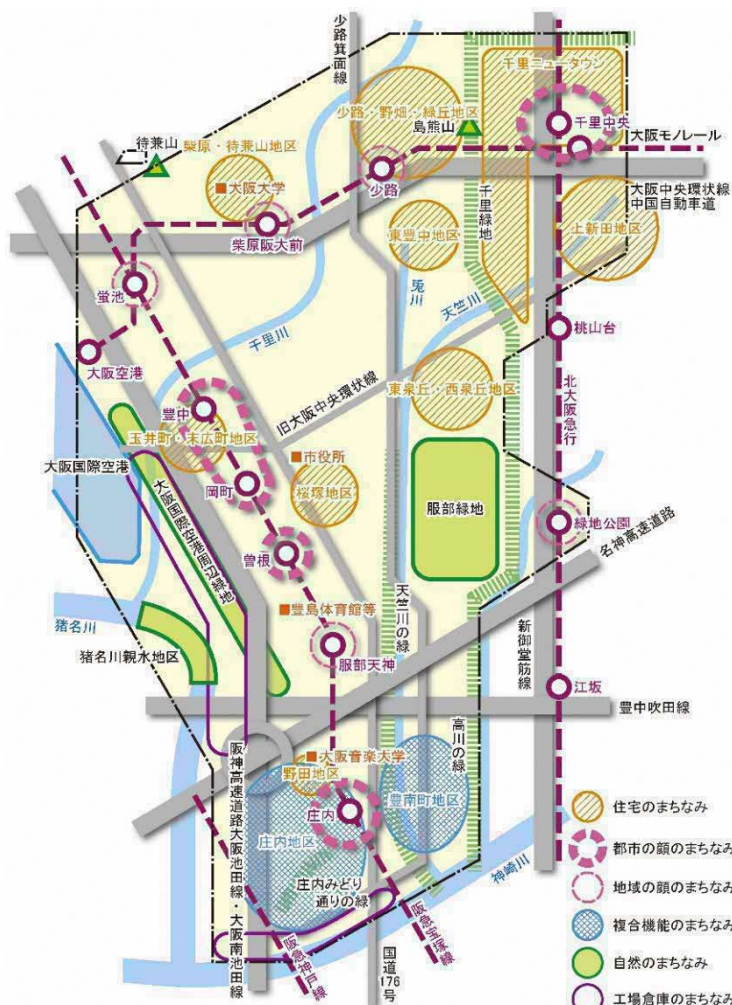 少路箕面線
千里ニュータウン
少路・野畑・緑丘地区
島熊山
千里中央
待兼山
柴原・待兼山地区
大阪モノレール
■大阪大学
少路
大阪中央環状線
中国自動車道
千里緑地
柴原阪大前
東豊中地区
上新田地区
蛍池
兎川
天竺川
千里川
桃山台
大阪空港
旧大阪中央環状線
東泉丘・西泉丘地区
北大阪急行
豊中
玉井町・末広町地区
大阪国際空港
■市役所
大阪国際空港周辺緑地
岡町
桜塚地区
服部緑地
緑地公園
曽根
名神高速道路
天竺川の緑
猪名川
■豊島体育館等
新御堂筋線
猪名川親水地区
服部天神
江坂
豊中吹田線
高川の緑
阪神高速道路大阪池田線・大阪南池田線
■大阪音楽大学
野田地区
豊南町地区
庄内
庄内地区
神崎川
庄内みどり
通りの緑
阪急神戸線
阪急宝塚線
国道
176
号
住宅のまちなみ
都市の顔のまちなみ
地域の顔のまちなみ
複合機能のまちなみ
自然のまちなみ
工場倉庫のまちなみ